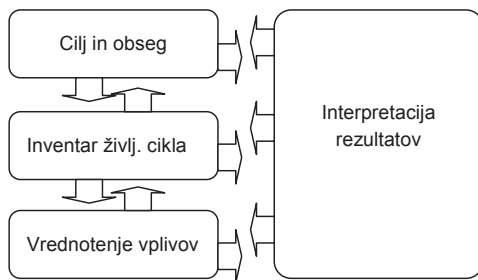 Cilj in obseg
Inventar življ. cikla
Vrednotenje vplivov
Interpretacija
rezultatov